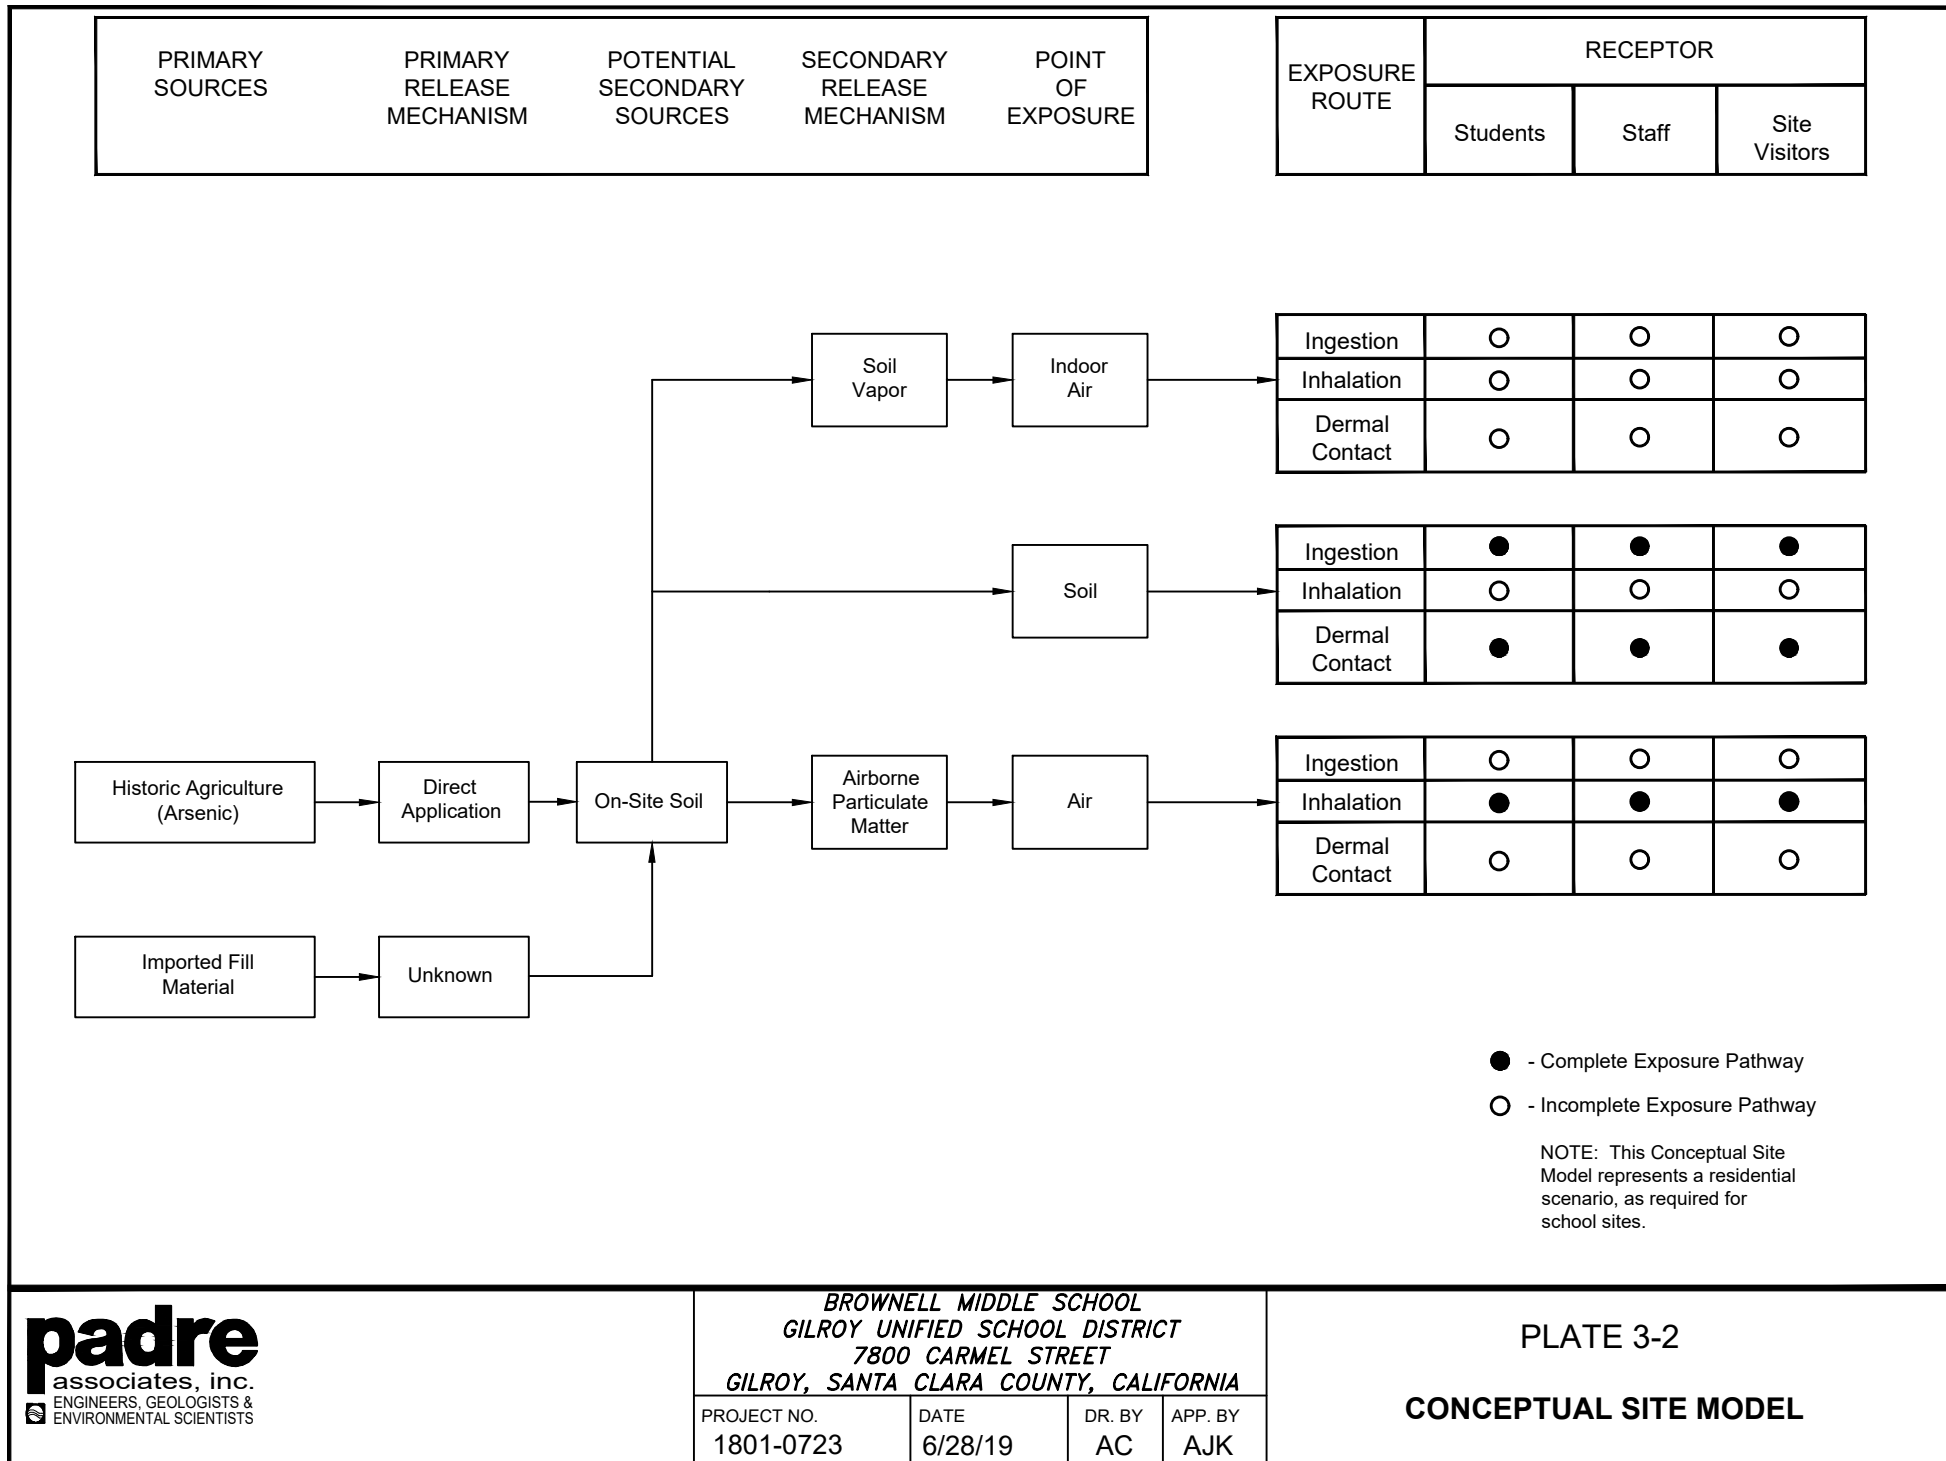 PRIMARY
SOURCES
PRIMARY
RELEASE
MECHANISM
POTENTIAL
SECONDARY
SOURCES
SECONDARY
RELEASE
MECHANISM
POINT
OF
EXPOSURE
EXPOSURE
ROUTE
RECEPTOR
Students
Staff
Site
Visitors
Soil
Vapor
Indoor
Air
Ingestion
Inhalation
Dermal
Contact
Soil
Ingestion
Inhalation
Dermal
Contact
Historic Agriculture
(Arsenic)
Direct
Application
On-Site Soil
Airborne
Particulate
Matter
Air
Ingestion
Inhalation
Dermal
Contact
Imported Fill
Material
Unknown
- Complete Exposure Pathway
- Incomplete Exposure Pathway
NOTE: This Conceptual Site
Model represents a residential
scenario, as required for
school sites.
padre
associates, inc.
ENGINEERS, GEOLOGISTS &
ENVIRONMENTAL SCIENTISTS
BROWNELL MIDDLE SCHOOL
GILROY UNIFIED SCHOOL DISTRICT
7800 CARMEL STREET
GILROY, SANTA CLARA COUNTY, CALIFORNIA
PROJECT NO.
1801-0723
DATE
6/28/19
DR. BY
AC
APP. BY
AJK
PLATE 3-2
CONCEPTUAL SITE MODEL